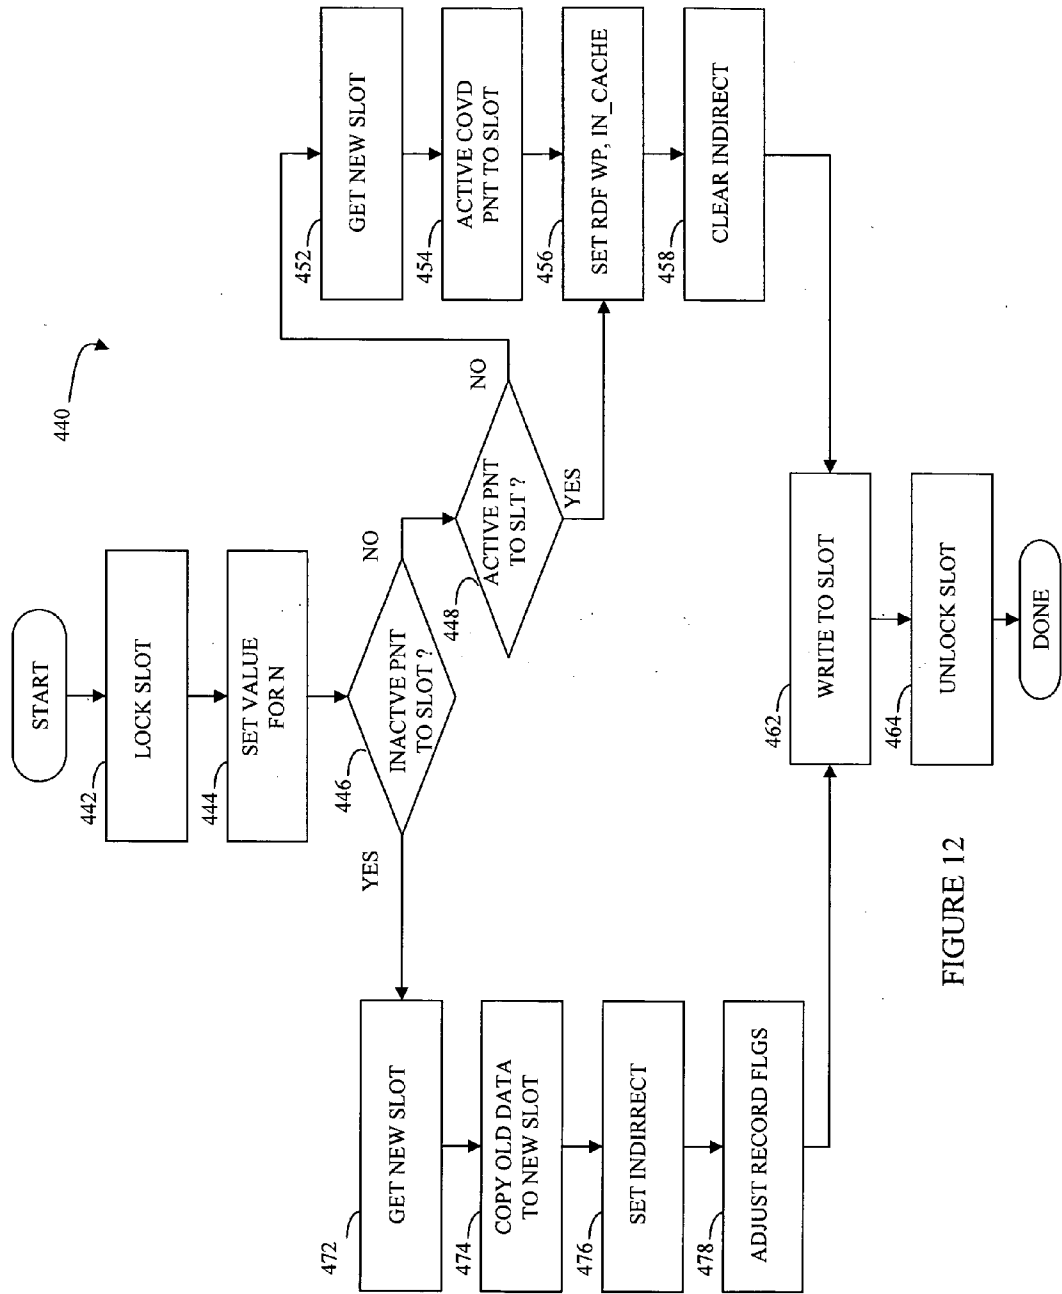 440
START
442
LOCK SLOT
444
SET VALUE
FOR N
446
INACTVE PNT
TO SLOT ?
YES
NO
448
ACTIVE PNT
TO SLT ?
NO
YES
452
GET NEW SLOT
454
ACTIVE COVD
PNT TO SLOT
456
SET RDF WP, IN_CACHE
458
CLEAR INDIRECT
472
GET NEW SLOT
474
COPY OLD DATA
TO NEW SLOT
476
SET INDIRRECT
478
ADJUST RECORD FLGS
462
WRITE TO SLOT
464
UNLOCK SLOT
DONE
FIGURE 12